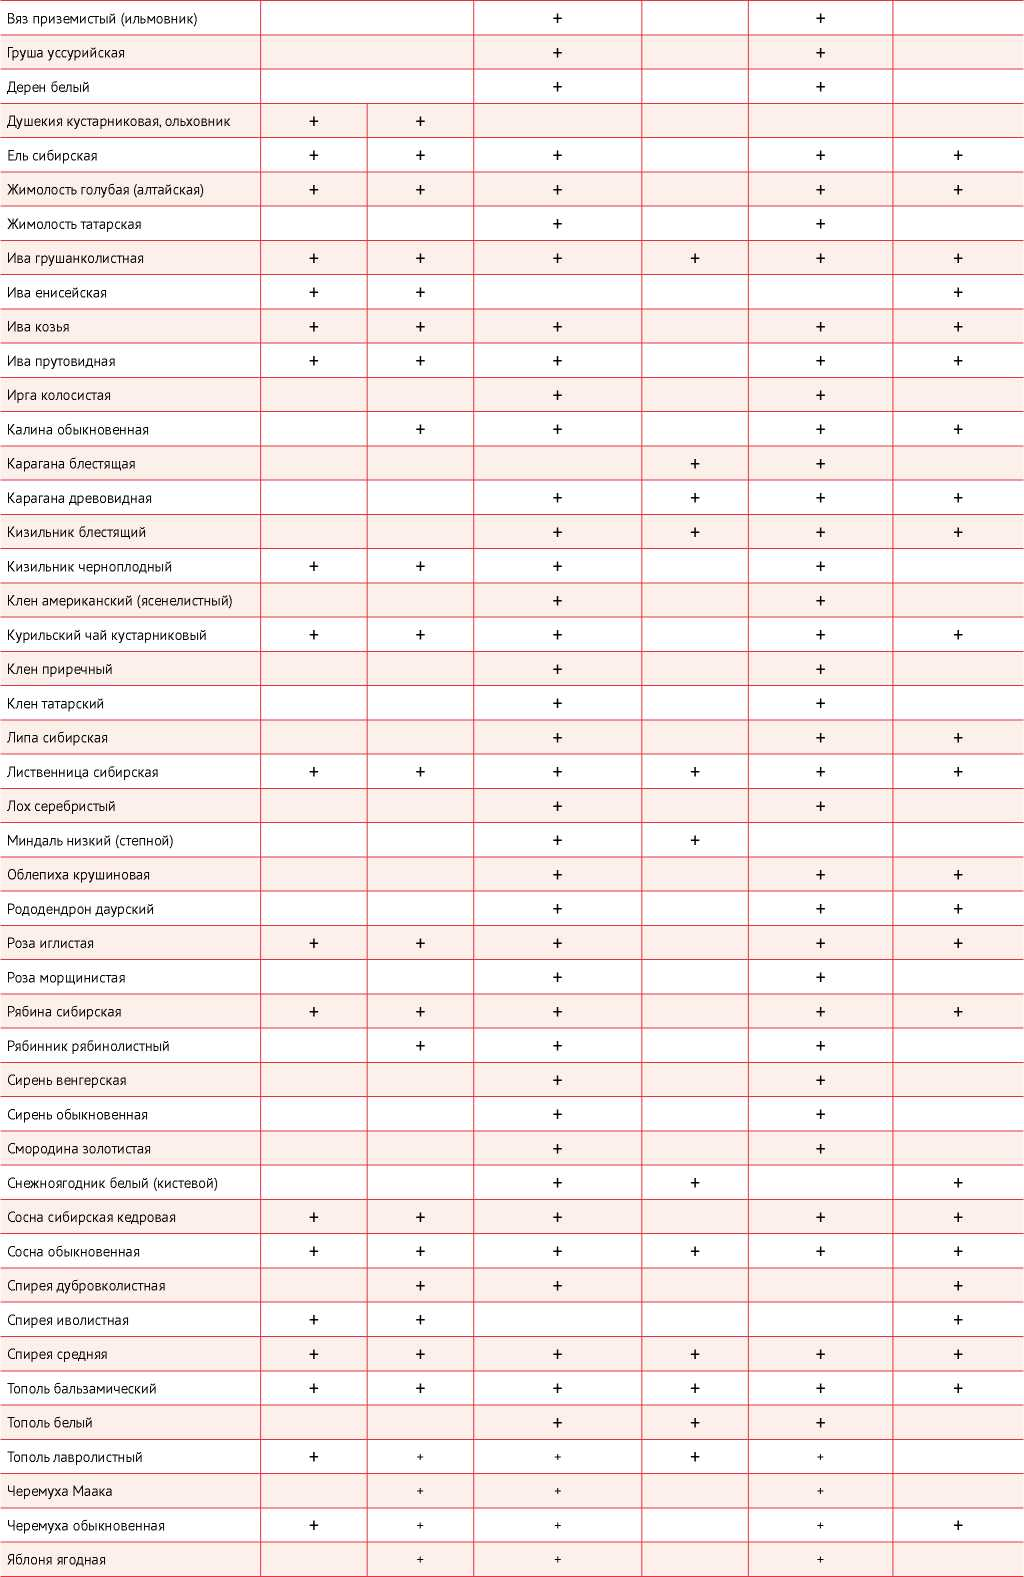 Вяз приземистый (ильмовник) + +
Груша уссурийская + +
Дерен белый + +
Душекия кустарниковая, ольховник + +
Ель сибирская + + + + +
Жимолость голубая (алтайская) + + + + +
Жимолость татарская + +
Ива грушанколистная + + + + + +
Ива енисейская + + +
Ива козья + + + + +
Ива прутовидная + + + + +
Ирга колосистая + +
Калина обыкновенная + + + +
Карагана блестящая + +
Карагана древовидная + + + +
Кизильник блестящий + + + +
Кизильник черноплодный + + + +
Клен американский (ясенелистный) + +
Курильский чай кустарниковый + + + + +
Клен приречный + +
Клен татарский + +
Липа сибирская + + +
Лиственница сибирская + + + + + +
Лох серебристый + +
Миндаль низкий (степной) + +
Облепиха крушиновая + + +
Рододендрон даурский + + +
Роза иглистая + + + + +
Роза морщинистая + +
Рябина сибирская + + + + +
Рябинник рябинолистный + + +
Сирень венгерская + +
Сирень обыкновенная + +
Смородина золотистая + +
Снежноягодник белый (кистевой) + + +
Сосна сибирская кедровая + + + + +
Сосна обыкновенная + + + + + +
Спирея дубровколистная + + +
Спирея иволистная + + +
Спирея средняя + + + + + +
Тополь бальзамический + + + + + +
Тополь белый + + +
Тополь лавролистный + + + + +
Черемуха Маака + + +
Черемуха обыкновенная + + + + +
Яблоня ягодная + + +